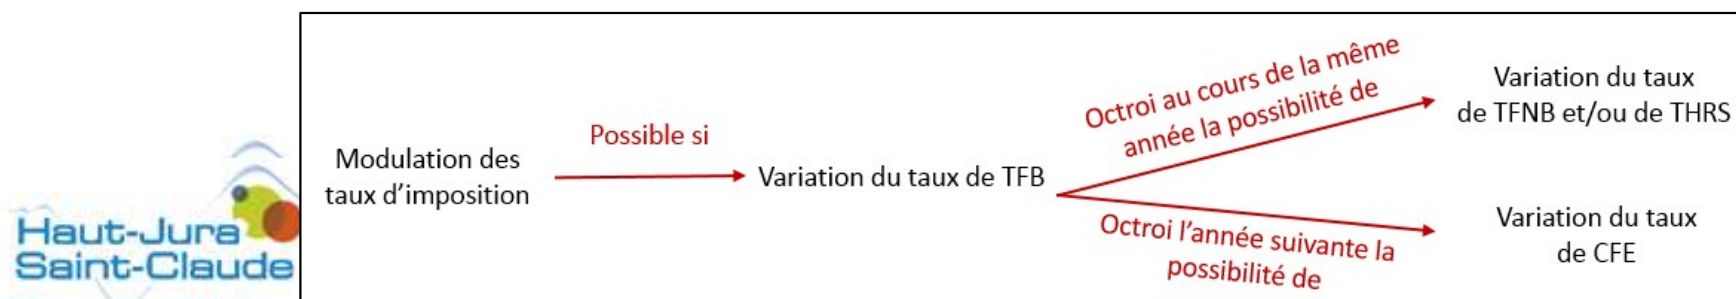 Haut-Jura
Saint-Claude
Modulation des
taux d'imposition
Possible si
Variation du taux de TFB
Octroi au cours de la même
année la possibilité de
Variation du taux
de TFNB et/ou de THRS
Octroi l'année suivante la
possibilité de
Variation du taux
de CFE